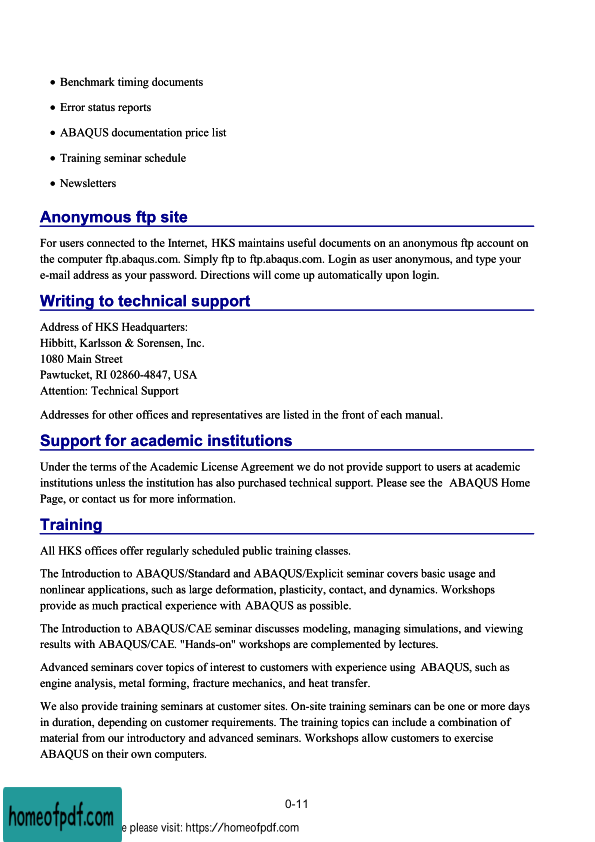 • Benchmark timing documents
• Error status reports
• ABAQUS documentation price list
• Training seminar schedule
• Newsletters
Anonymous ftp site
For users connected to the Internet, HKS maintains useful documents on an anonymous ftp account on
the computer ftp.abaqus.com. Simply ftp to ftp.abaqus.com. Login as user anonymous, and type your
e-mail address as your password. Directions will come up automatically upon login.
Writing to technical support
Address of HKS Headquarters:
Hibbitt, Karlsson & Sorensen, Inc.
1080 Main Street
Pawtucket, RI 02860-4847, USA
Attention: Technical Support
Addresses for other offices and representatives are listed in the front of each manual.
Support for academic institutions
Under the terms of the Academic License Agreement we do not provide support to users at academic
institutions unless the institution has also purchased technical support. Please see the ABAQUS Home
Page, or contact us for more information.
Training
All HKS offices offer regularly scheduled public training classes.
The Introduction to ABAQUS/Standard and ABAQUS/Explicit seminar covers basic usage and
nonlinear applications, such as large deformation, plasticity, contact, and dynamics. Workshops
provide as much practical experience with ABAQUS as possible.
The Introduction to ABAQUS/CAE seminar discusses modeling, managing simulations, and viewing
results with ABAQUS/CAE. "Hands-on" workshops are complemented by lectures.
Advanced seminars cover topics of interest to customers with experience using ABAQUS, such as
engine analysis, metal forming, fracture mechanics, and heat transfer.
We also provide training seminars at customer sites. On-site training seminars can be one or more days
in duration, depending on customer requirements. The training topics can include a combination of
material from our introductory and advanced seminars. Workshops allow customers to exercise
ABAQUS on their own computers.
0-11
homeofpdf.com
e please visit: https://homeofpdf.com